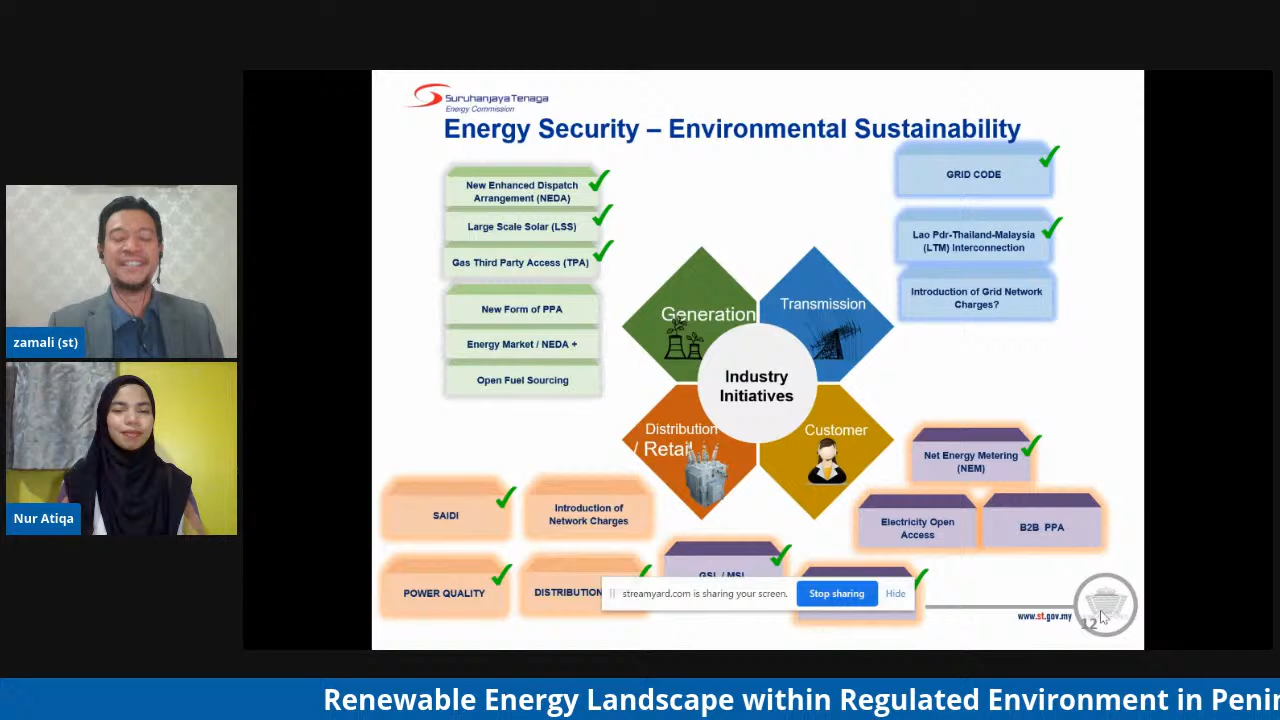 Suruhanjaya Tenaga
Energy Commission
Energy Security – Environmental Sustainability
New Enhanced Dispatch
Arrangement (NEDA)
Large Scale Solar (LSS)
Gas Third Party Access (TPA)
New Form of PPA
Energy Market / NEDA +
Open Fuel Sourcing
GRID CODE
Lao Pdr-Thailand-Malaysia
(LTM) Interconnection
Introduction of Grid Network
Charges?
Generation
Transmission
Industry
Initiatives
Distribution
/ Retail
Customer
Net Energy Metering
(NEM)
Electricity Open
Access
B2B PPA
SAIDI
Introduction of
Network Charges
POWER QUALITY
DISTRIBUTION
GSL / MSL
streamyard.com is sharing your screen.
Stop sharing
Hide
www.st.gov.my
12
zamali (st)
Nur Atiqa
Renewable Energy Landscape within Regulated Environment in Penin